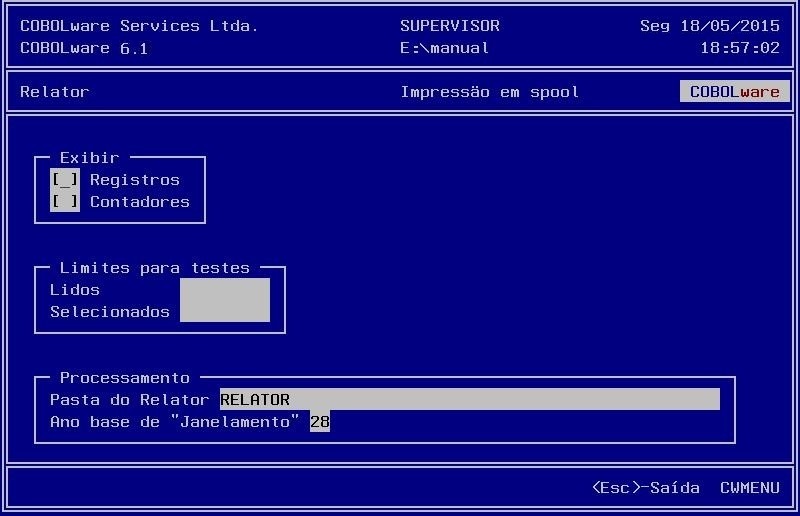 COBOLware Services Ltda. SUPERVISOR Seg 18/05/2015
COBOLware 6.1 E:\manual 18:57:02
Relator Impressäo em spool COBOLware
Exibir
[_] Registros
[ ] Contadores
Limites para testes
Lidos
Selecionados
Processamento
Pasta do Relator RELATOR
Ano base de "Janelamento" 28
<Esc>-Saída CWMENU